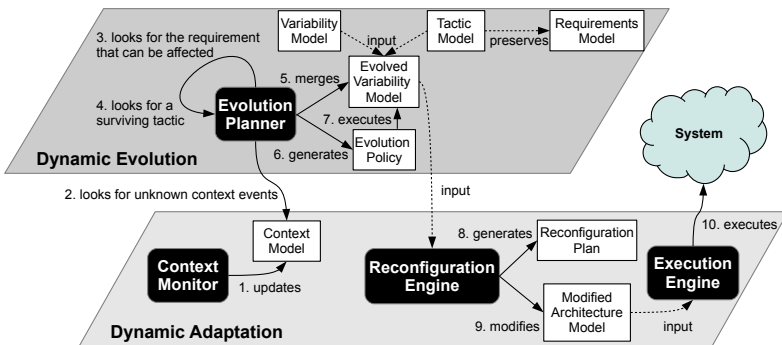 3. looks for the requirement
that can be affected
Variability
Model
input
Tactic
Model
preserves
Requirements
Model
4. looks for a
surviving tactic
Evolution
Planner
5. merges
Evolved
Variability
Model
7. executes
6. generates
Evolution
Policy
Dynamic Evolution
System
2. looks for unknown context events
input
10. executes
Context
Model
Context
Monitor
1. updates
8. generates
Reconfiguration
Plan
Reconfiguration
Engine
Execution
Engine
9. modifies
Modified
Architecture
Model
input
Dynamic Adaptation